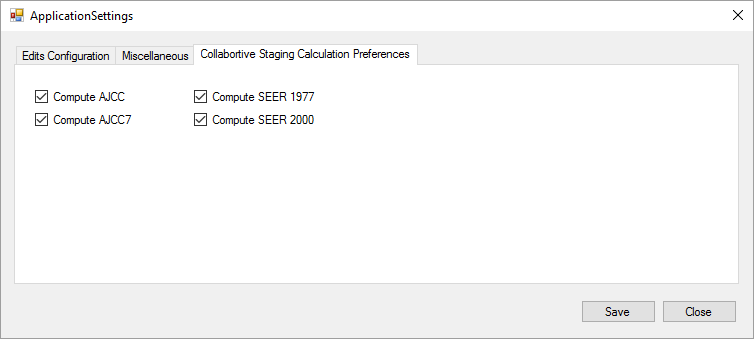 ApplicationSettings
Edits Configuration Miscellaneous Collabortive Staging Calculation Preferences
Compute AJCC Compute SEER 1977
Compute AJCC7 Compute SEER 2000
Save Close